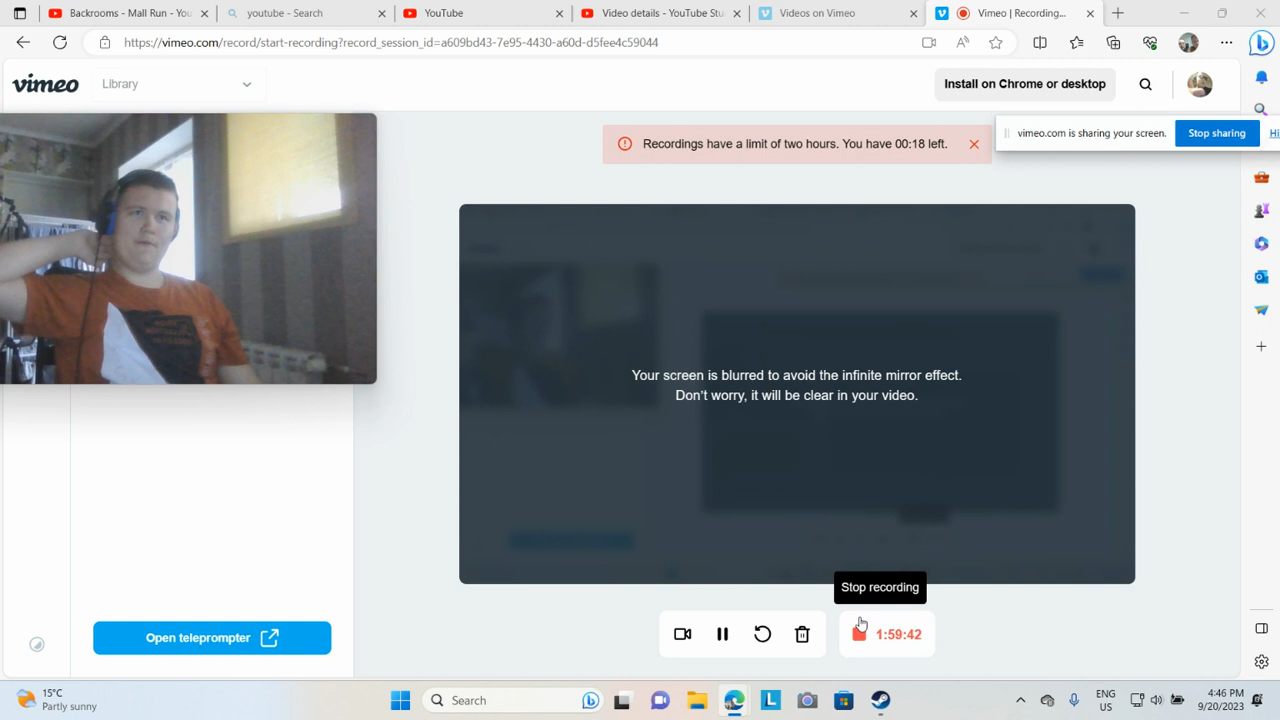 Backrooms - Mall Run - You
youtube - Search
YouTube
Video details - YouTube Stu
Videos on Vimeo
Vimeo | Recording...
https://vimeo.com/record/start-recording?record_session_id=a609bd43-7e95-4430-a60d-d5fee4c59044
vimeo
Library
Install on Chrome or desktop
vimeo.com is sharing your screen.
Stop sharing
Hi
Recordings have a limit of two hours. You have 00:18 left.
Your screen is blurred to avoid the infinite mirror effect.
Don't worry, it will be clear in your video.
Stop recording
1:59:42
Open teleprompter
15°C
Partly sunny
Search
ENG
US
4:46 PM
9/20/2023